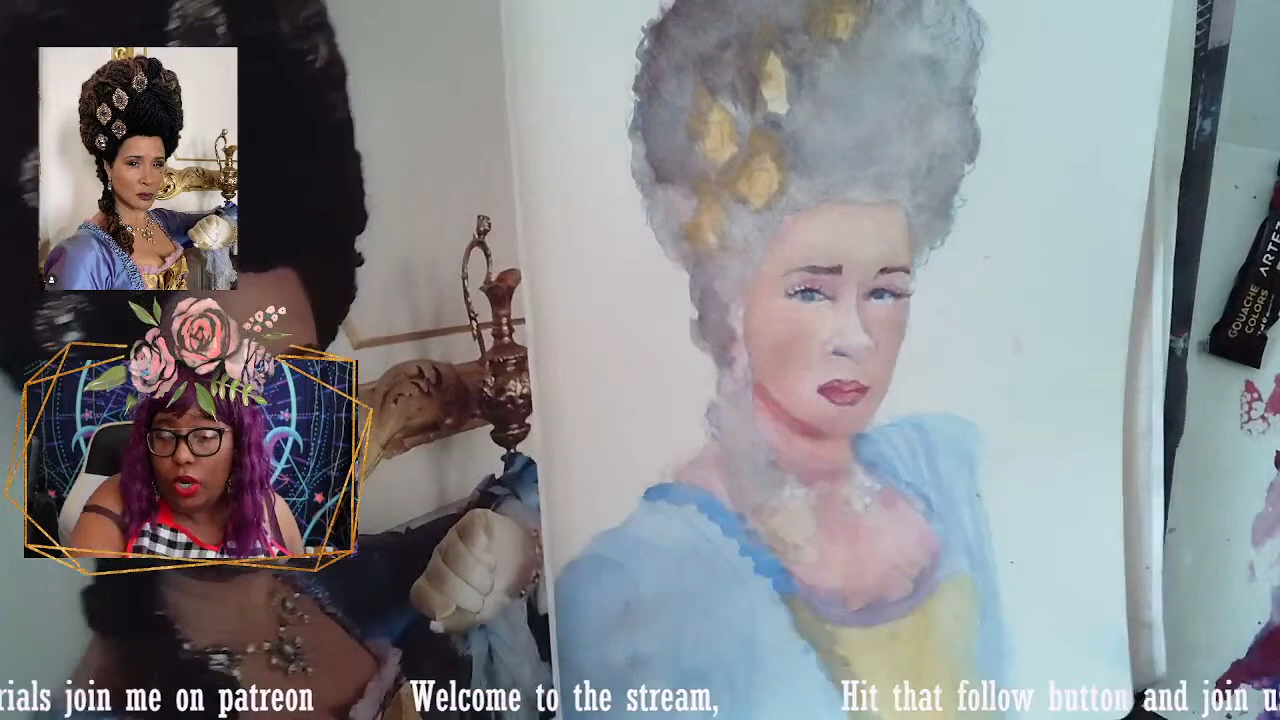 GOUACHE
COLORS
ARTE
rials join me on patreon Welcome to the stream, Hit that follow button and join u